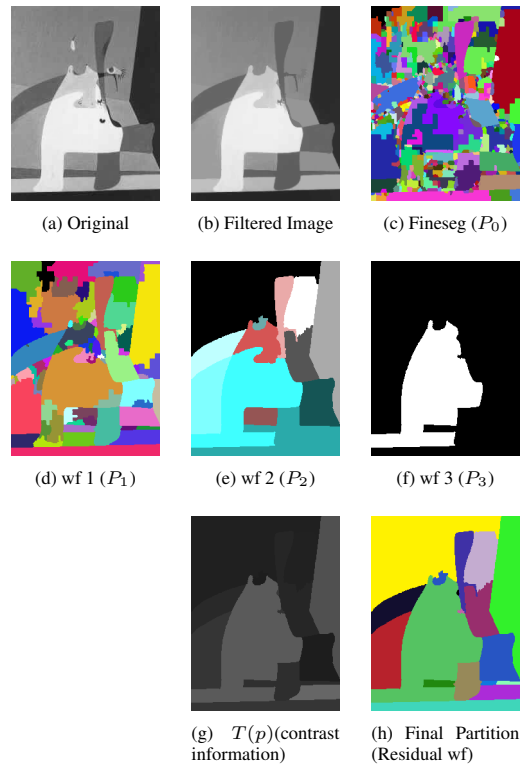 (a) Original
(b) Filtered Image
(c) Fineseg (P₀)
(d) wf 1 (P₁)
(e) wf 2 (P₂)
(f) wf 3 (P₃)
(g) T(p)(contrast
information)
(h) Final Partition
(Residual wf)